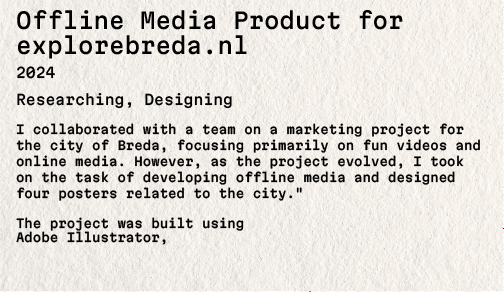 Offline Media Product for
explorebreda.nl
2024
Researching, Designing
I collaborated with a team on a marketing project for
the city of Breda, focusing primarily on fun videos and
online media. However, as the project evolved, I took
on the task of developing offline media and designed
four posters related to the city."
The project was built using
Adobe Illustrator,